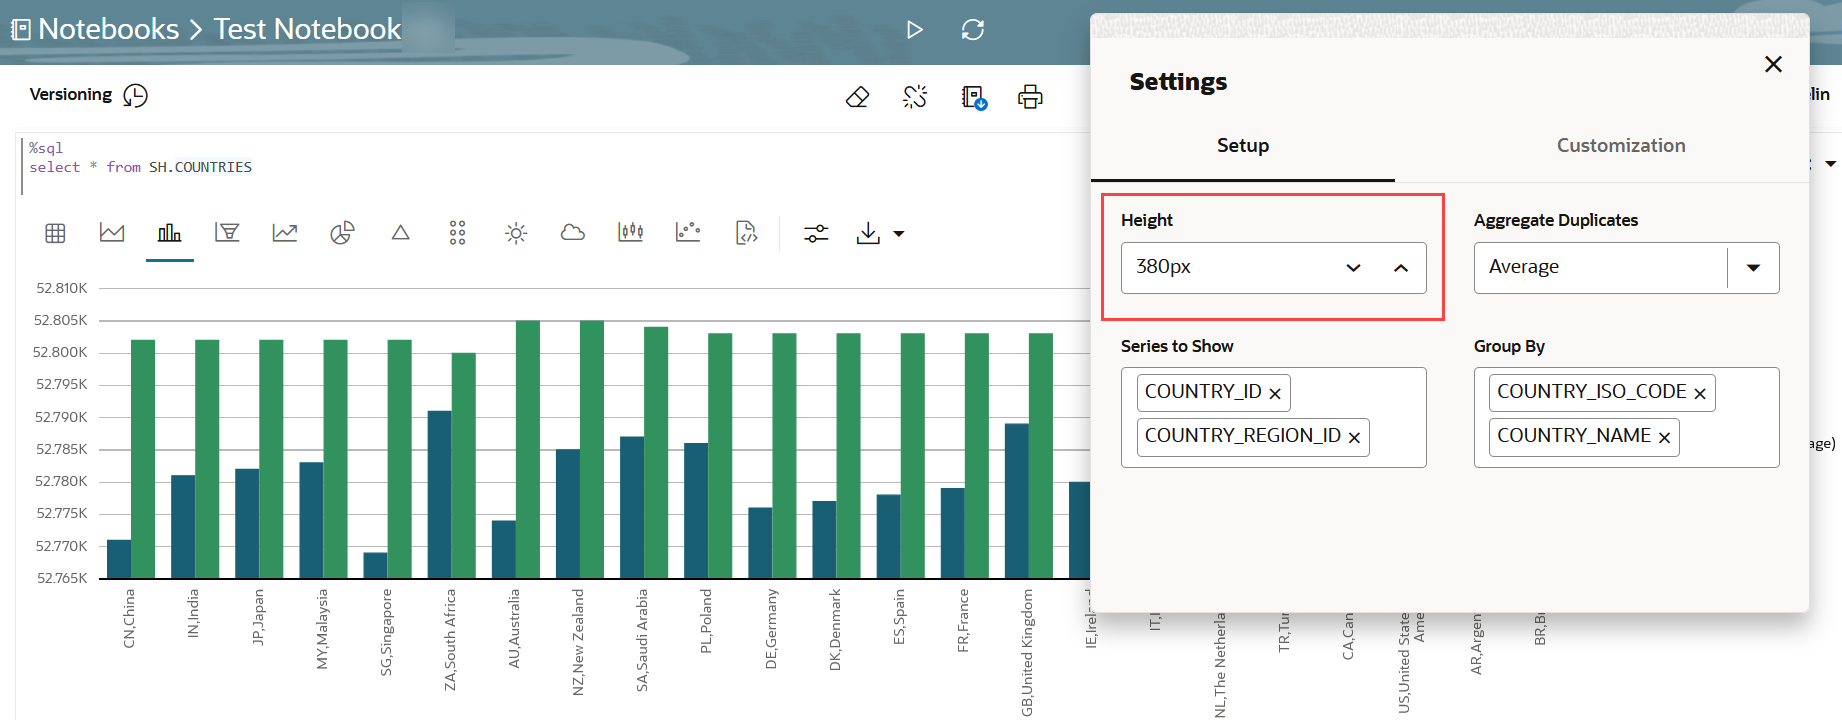 Notebooks > Test Notebook
Versioning
lin
%sql
select * from SH.COUNTRIES
52.810K
52.805K
52.800K
52.795K
52.790K
52.785K
52.780K
52.775K
52.770K
52.765K
CN,China
IN,India
JP,Japan
MY,Malaysia
SG,Singapore
ZA,South Africa
AU,Australia
NZ,New Zealand
SA,Saudi Arabia
PL,Poland
DE,Germany
DK,Denmark
ES,Spain
FR,France
GB,United Kingdom
IE,Irel
IT,I
NL,The Netherla
TR,Tur
CA,Can
US,United State
Ame
AR,Argen
BR,B
age)
Settings
Setup
Customization
Height
380px
Aggregate Duplicates
Average
Series to Show
COUNTRY_ID ×
COUNTRY_REGION_ID ×
Group By
COUNTRY_ISO_CODE ×
COUNTRY_NAME ×